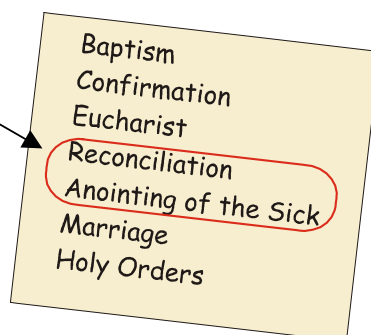 Baptism
Confirmation
Eucharist
Reconciliation
Anointing of the Sick
Marriage
Holy Orders